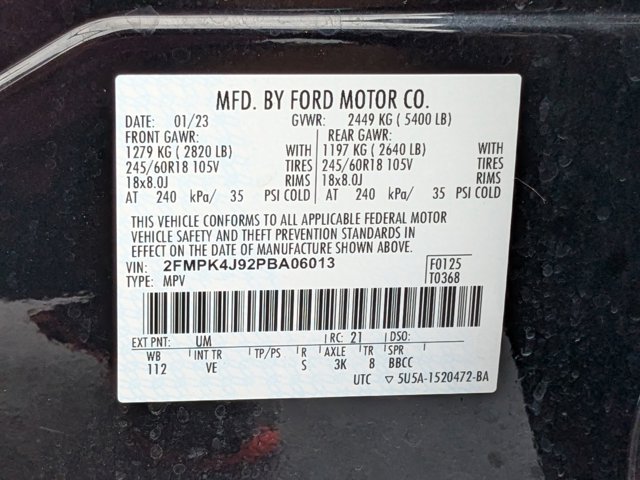 MFD. BY FORD MOTOR CO.
DATE: 01/23 GVWR: 2449 KG ( 5400 LB)
FRONT GAWR: REAR GAWR:
1279 KG ( 2820 LB) WITH 1197 KG ( 2640 LB) WITH
245/60R18 105V TIRES 245/60R18 105V TIRES
18x8.0J RIMS 18x8.0J RIMS
AT 240 kPa/ 35 PSI COLD AT 240 kPa/ 35 PSI COLD
THIS VEHICLE CONFORMS TO ALL APPLICABLE FEDERAL MOTOR
VEHICLE SAFETY AND THEFT PREVENTION STANDARDS IN
EFFECT ON THE DATE OF MANUFACTURE SHOWN ABOVE.
VIN: 2FMPK4J92PBA06013 F0125
TYPE: MPV T0368
EXT PNT: UM RC: 21 DSO:
WB INT TR TP/PS R AXLE TR SPR
112 VE S 3K 8 BBCC
UTC ▽ 5U5A-1520472-BA